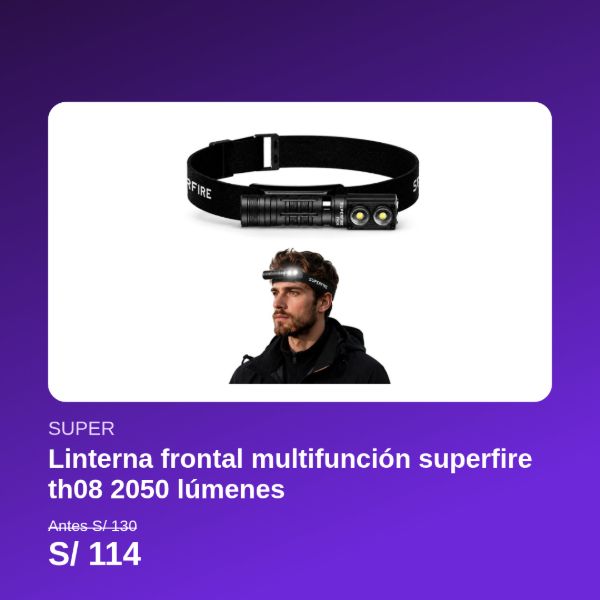 SUPERFIRE
SUPERFIRE
SUPER
Linterna frontal multifunción superfire
th08 2050 lúmenes
Antes S/ 130
S/ 114